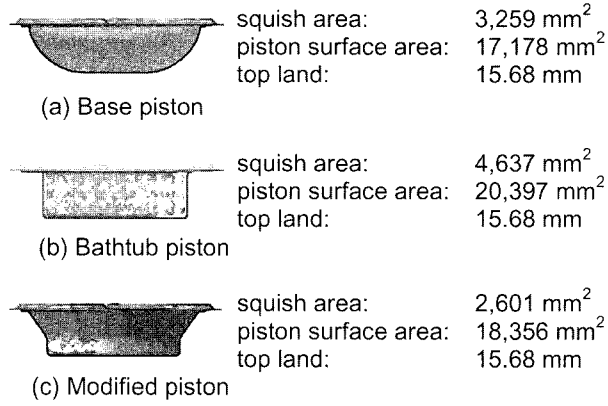 squish area: 3,259 mm²
piston surface area: 17,178 mm²
top land: 15.68 mm
(a) Base piston
squish area: 4,637 mm²
piston surface area: 20,397 mm²
top land: 15.68 mm
(b) Bathtub piston
squish area: 2,601 mm²
piston surface area: 18,356 mm²
top land: 15.68 mm
(c) Modified piston